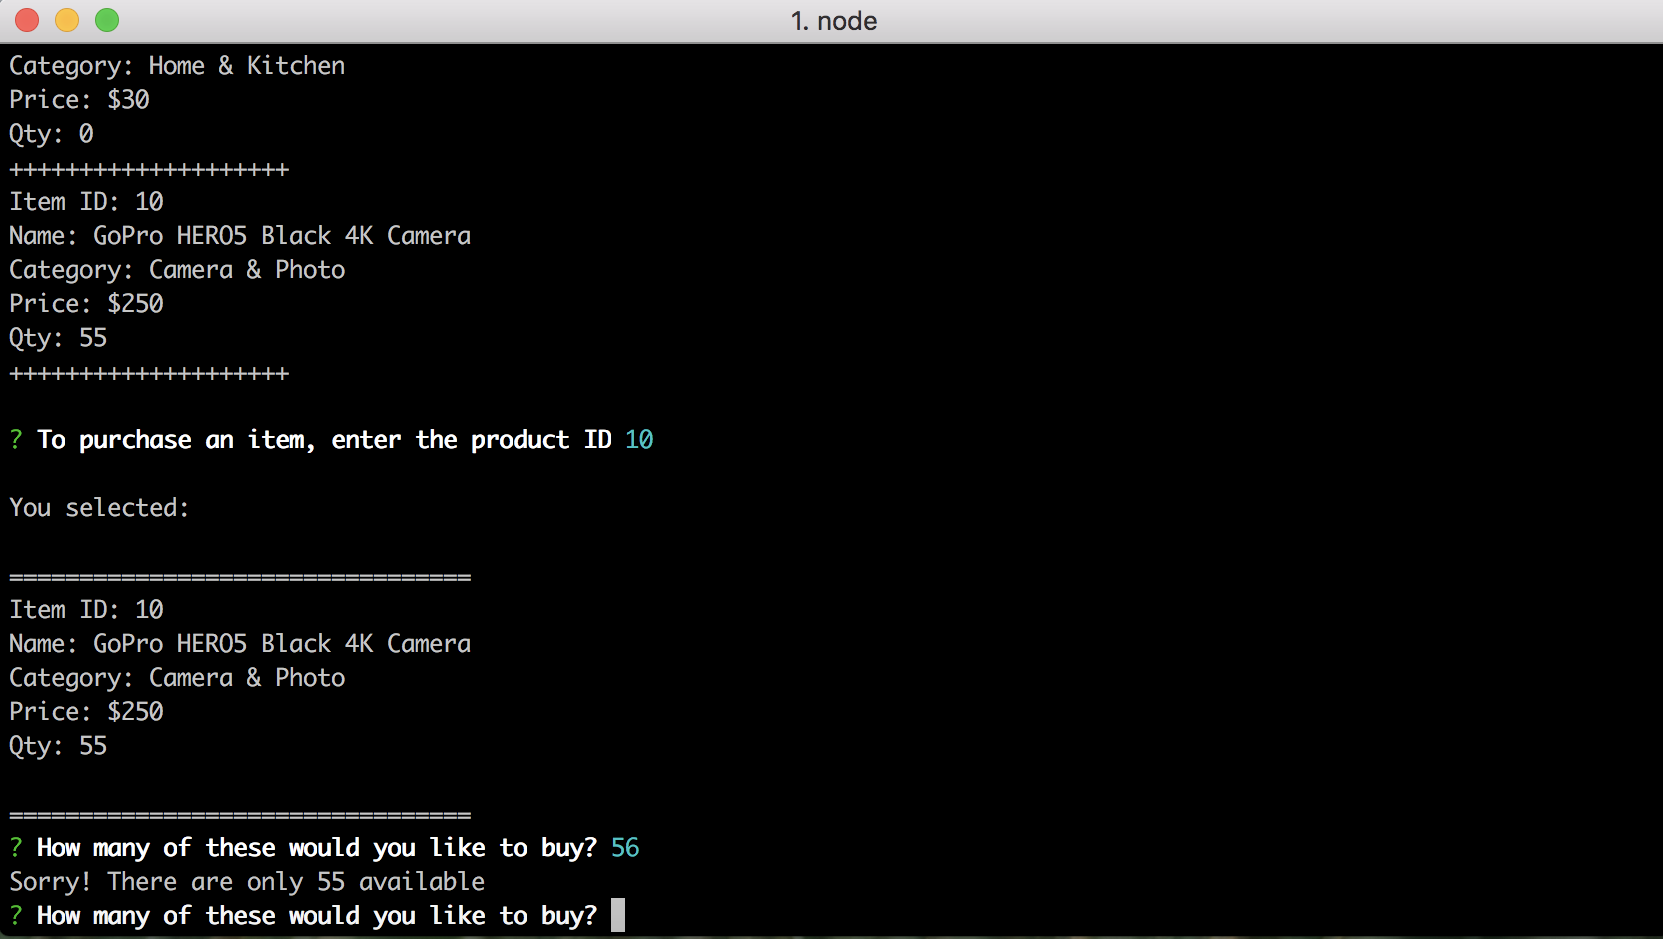 1. node
Category: Home & Kitchen
Price: $30
Qty: 0
++++++++++++++++++++
Item ID: 10
Name: GoPro HERO5 Black 4K Camera
Category: Camera & Photo
Price: $250
Qty: 55
++++++++++++++++++++
? To purchase an item, enter the product ID 10
You selected:
=================================
Item ID: 10
Name: GoPro HERO5 Black 4K Camera
Category: Camera & Photo
Price: $250
Qty: 55
=================================
? How many of these would you like to buy? 56
Sorry! There are only 55 available
? How many of these would you like to buy?